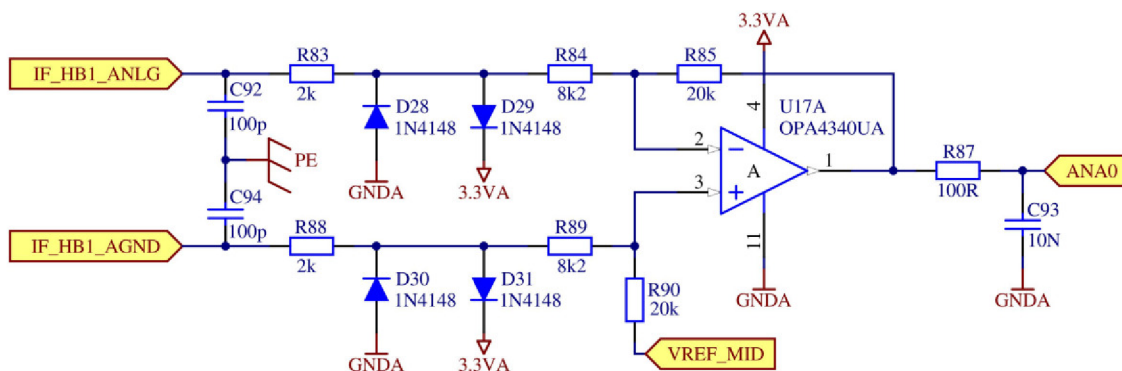 3.3VA
IF_HB1_ANLG
R83
2k
R84
8k2
R85
20k
C92
100p
D28
1N4148
D29
1N4148
4
U17A
OPA4340UA
PE
GNDA
3.3VA
2
3
A
1
R87
100R
ANA0
C94
100p
C93
10N
11
IF_HB1_AGND
R88
2k
R89
8k2
D30
1N4148
D31
1N4148
R90
20k
GNDA
GNDA
GNDA
3.3VA
VREF_MID